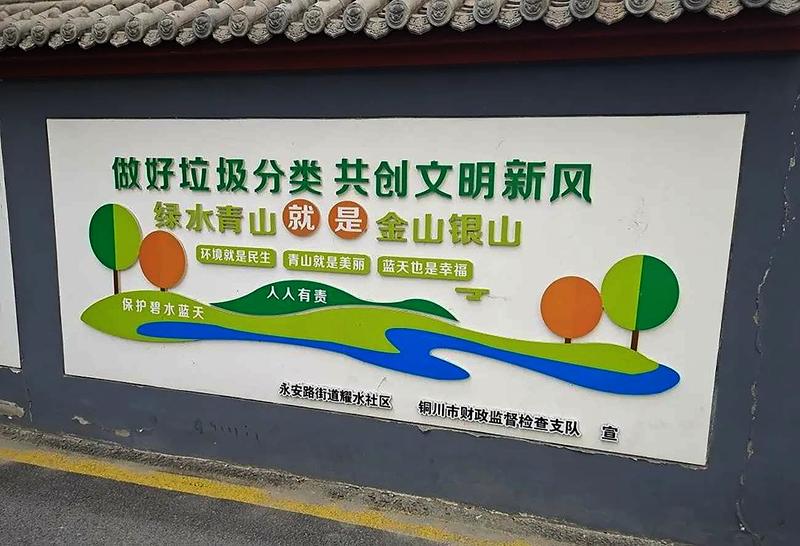 做好垃圾分类 共创文明新风
绿水青山就是金山银山
环境就是民生 青山就是美丽 蓝天也是幸福
人人有责
保护碧水蓝天
永安路街道耀水社区 铜川市财政监督检查支队 宣